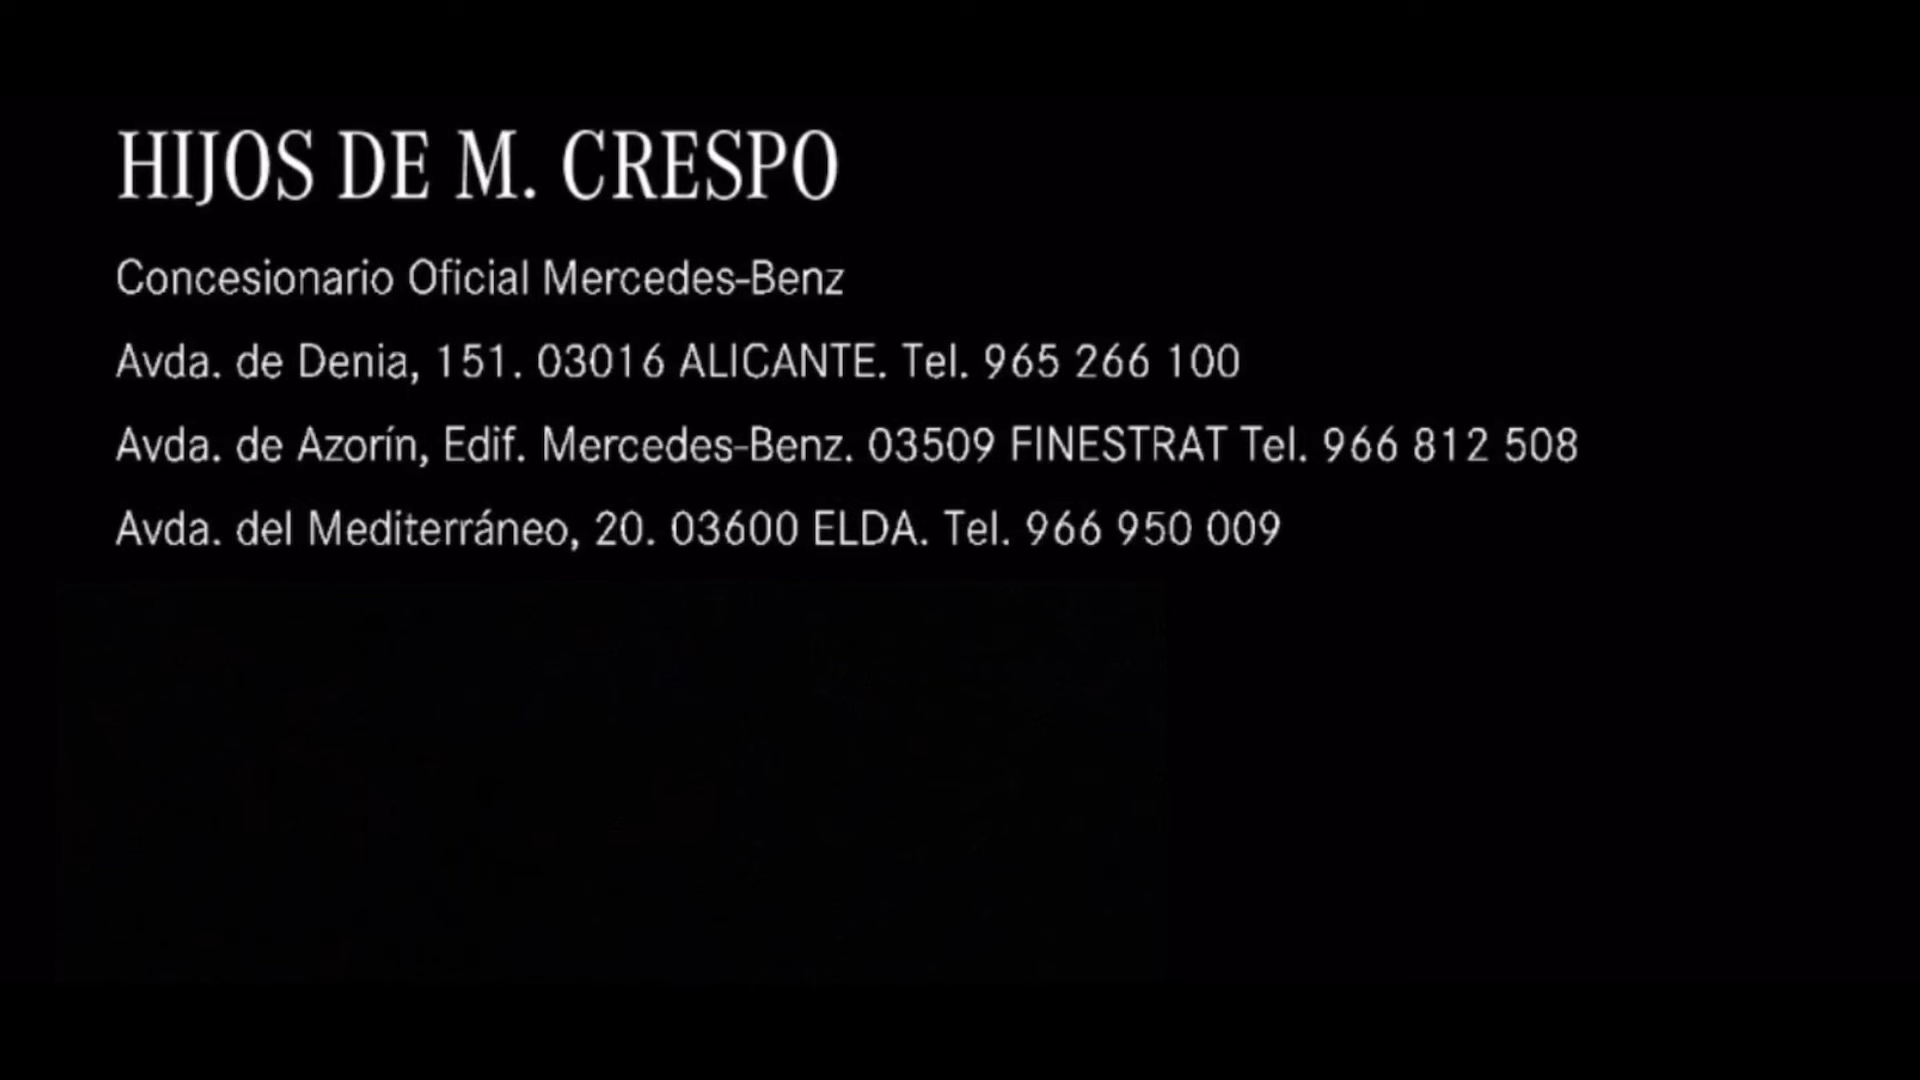 HIJOS DE M. CRESPO
Concesionario Oficial Mercedes-Benz
Avda. de Denia, 151. 03016 ALICANTE. Tel. 965 266 100
Avda. de Azorín, Edif. Mercedes-Benz. 03509 FINESTRAT Tel. 966 812 508
Avda. del Mediterráneo, 20. 03600 ELDA. Tel. 966 950 009